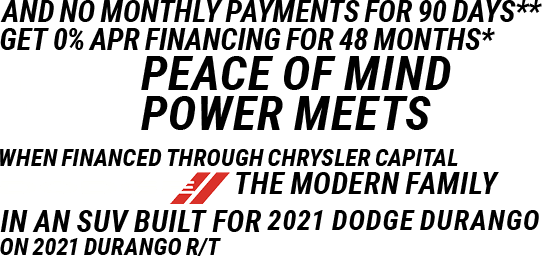 AND NO MONTHLY PAYMENTS FOR 90 DAYS**
GET 0% APR FINANCING FOR 48 MONTHS*
PEACE OF MIND
POWER MEETS
WHEN FINANCED THROUGH CHRYSLER CAPITAL
THE MODERN FAMILY
IN AN SUV BUILT FOR 2021 DODGE DURANGO
ON 2021 DURANGO R/T